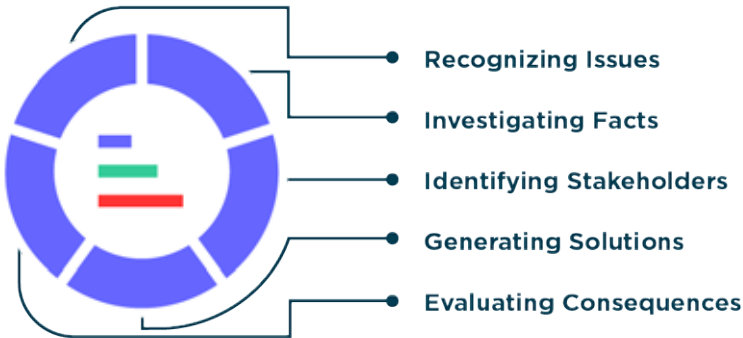 Recognizing Issues
Investigating Facts
Identifying Stakeholders
Generating Solutions
Evaluating Consequences